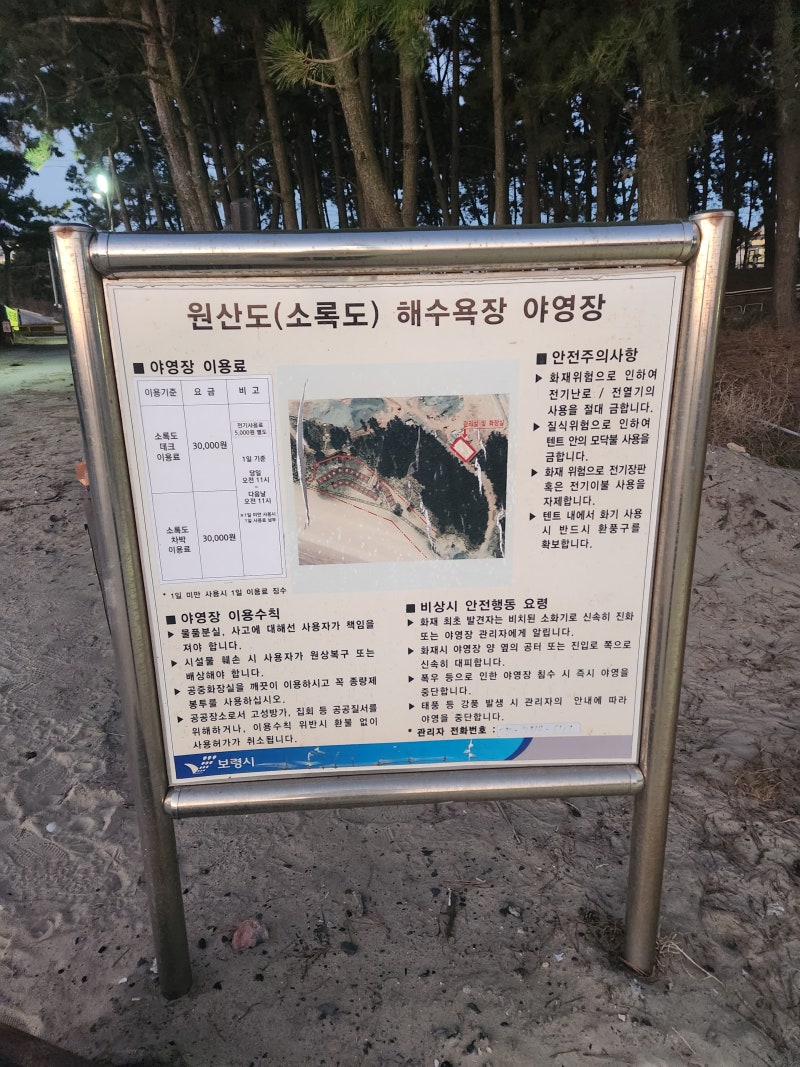 원산도(소록도) 해수욕장 야영장
■ 야영장 이용료
이용기준 요 금 비 고
소록도
데크
이용료
30,000원
전기사용료
5,000원 별도
1일 기준
당일
오전 11시
~
다음날
오전 11시
※1일 미만 사용시
1일 사용료 납부
소록도
차박
이용료
30,000원
* 1일 미만 사용시 1일 이용료 징수
관리실 및 화장실
■ 안전주의사항
▶ 화재위험으로 인하여
전기난로 / 전열기의
사용을 절대 금합니다.
▶ 질식위험으로 인하여
텐트 안의 모닥불 사용을
금합니다.
▶ 화재 위험으로 전기장판
혹은 전기이불 사용을
자제합니다.
▶ 텐트 내에서 화기 사용
시 반드시 환풍구를
확보합니다.
■ 야영장 이용수칙
▶ 물품분실, 사고에 대해선 사용자가 책임을
져야 합니다.
▶ 시설물 훼손 시 사용자가 원상복구 또는
배상해야 합니다.
▶ 공중화장실을 깨끗이 이용하시고 꼭 종량제
봉투를 사용하십시오.
▶ 공공장소로서 고성방가, 집회 등 공공질서를
위해하거나, 이용수칙 위반시 환불 없이
사용허가가 취소됩니다.
■ 비상시 안전행동 요령
▶ 화재 최초 발견자는 비치된 소화기로 신속히 진화
또는 야영장 관리자에게 알립니다.
▶ 화재시 야영장 양 옆의 공터 또는 진입로 쪽으로
신속히 대피합니다.
▶ 폭우 등으로 인한 야영장 침수 시 즉시 야영을
중단합니다.
▶ 태풍 등 강풍 발생 시 관리자의 안내에 따라
야영을 중단합니다.
* 관리자 전화번호 :
보령시